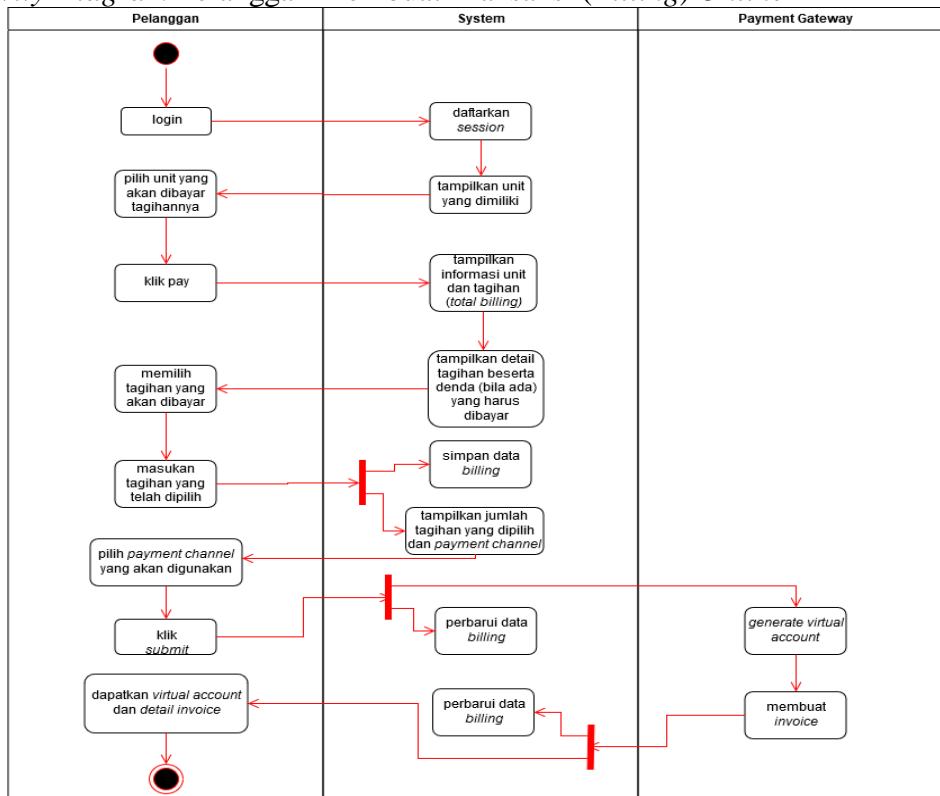 Pelanggan
System
Payment Gateway
login
daftarkan
session
tampilkan unit
yang dimiliki
pilih unit yang
akan dibayar
tagihannya
klik pay
tampilkan
informasi unit
dan tagihan
(total billing)
tampilkan detail
tagihan beserta
denda (bila ada)
yang harus
dibayar
memilih
tagihan yang
akan dibayar
masukan
tagihan yang
telah dipilih
simpan data
billing
tampilkan jumlah
tagihan yang dipilih
dan payment channel
pilih payment channel
yang akan digunakan
klik
submit
perbarui data
billing
generate virtual
account
membuat
invoice
perbarui data
billing
dapatkan virtual account
dan detail invoice